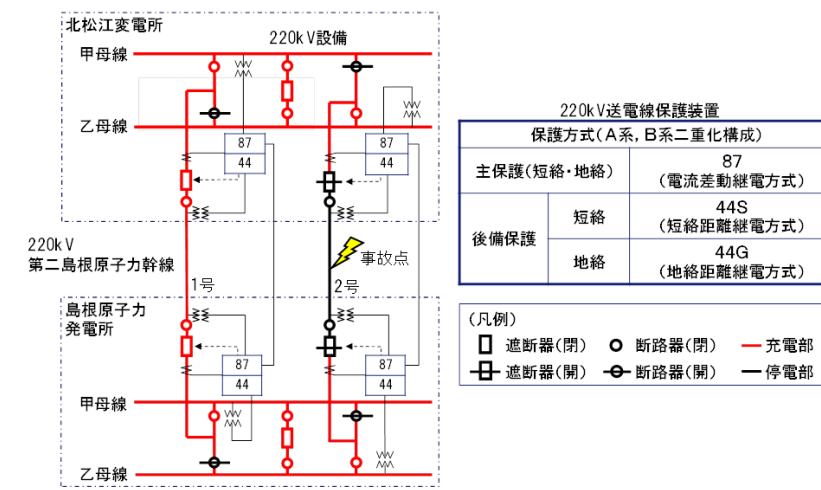 北松江変電所
220kV設備
甲母線
乙母線
87
44
87
44
220kV
第二島根原子力幹線
1号
2号
事故点
島根原子力
発電所
87
44
87
44
甲母線
乙母線
220kV送電線保護装置
保護方式(A系,B系二重化構成)
主保護(短絡・地絡)
87
(電流差動継電方式)
後備保護
短絡
44S
(短絡距離継電方式)
地絡
44G
(地絡距離継電方式)
(凡例)
遮断器(閉) 断路器(閉) 充電部
遮断器(開) 断路器(開) 停電部